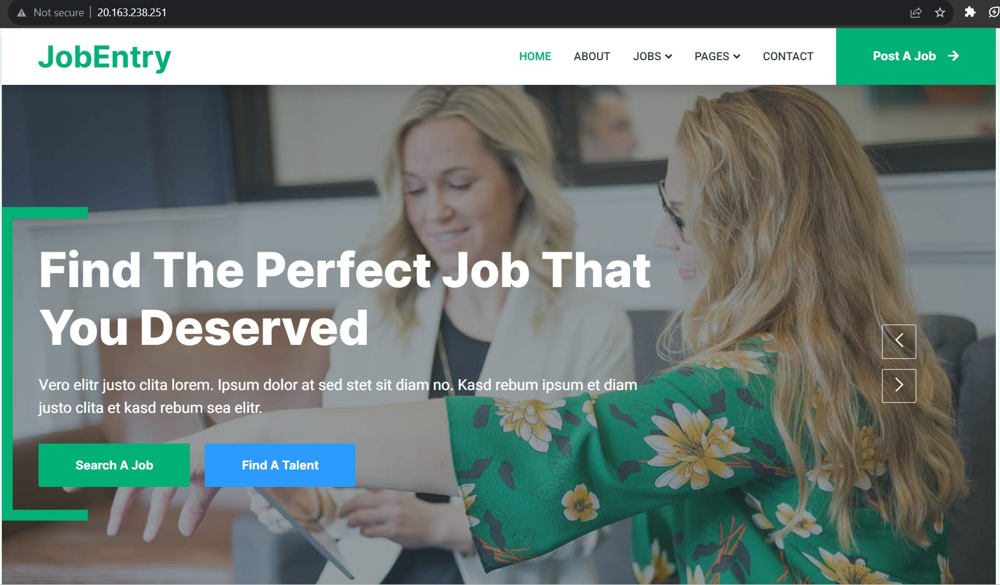 Not secure | 20.163.238.251
JobEntry
HOME
ABOUT
JOBS
PAGES
CONTACT
Post A Job
Find The Perfect Job That
You Deserved
Vero elitr justo clita lorem. Ipsum dolor at sed stet sit diam no. Kasd rebum ipsum et diam
justo clita et kasd rebum sea elitr.
Search A Job
Find A Talent